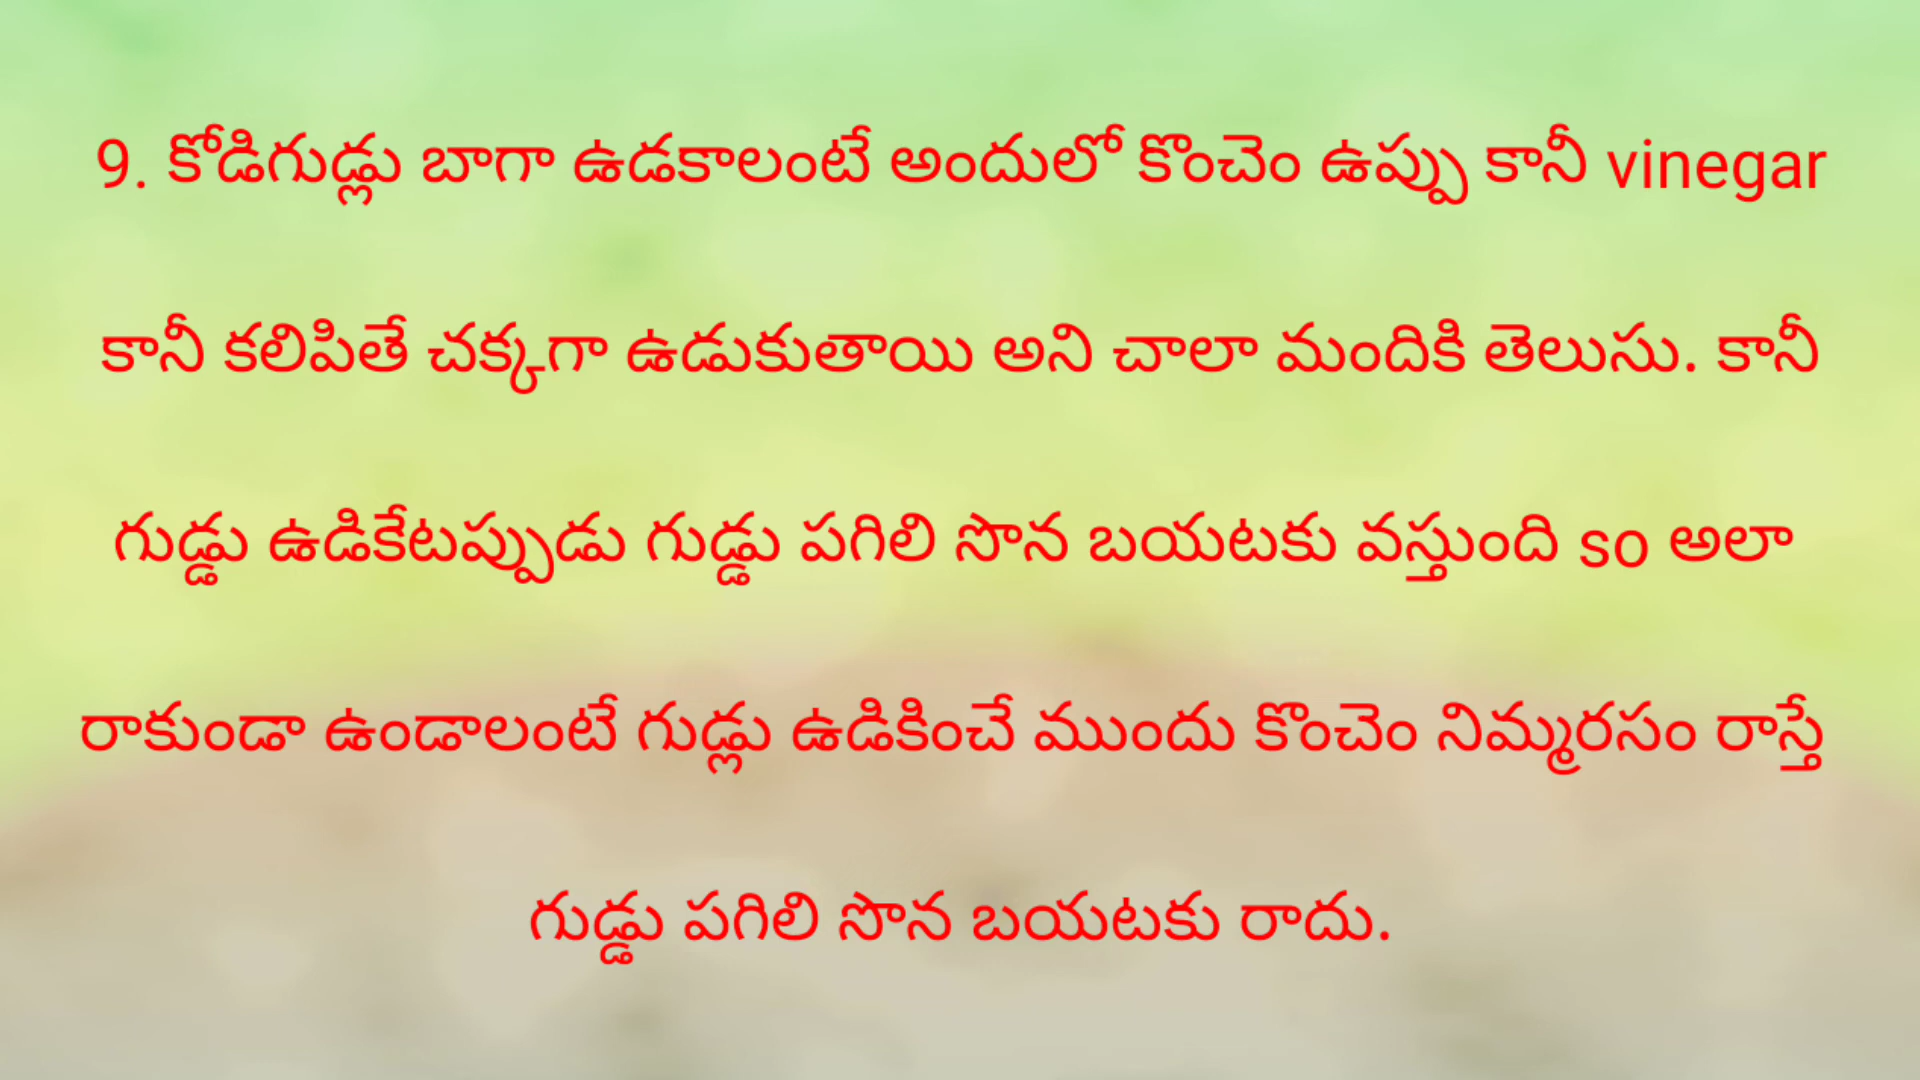 9. కోడిగుడ్లు బాగా ఉడకాలంటే అందులో కొంచెం ఉప్పు కానీ vinegar
కానీ కలిపితే చక్కగా ఉడుకుతాయి అని చాలా మందికి తెలుసు. కానీ
గుడ్డు ఉడికేటప్పుడు గుడ్డు పగిలి సొన బయటకు వస్తుంది so అలా
రాకుండా ఉండాలంటే గుడ్లు ఉడికించే ముందు కొంచెం నిమ్మరసం రాస్తే
గుడ్డు పగిలి సొన బయటకు రాదు.